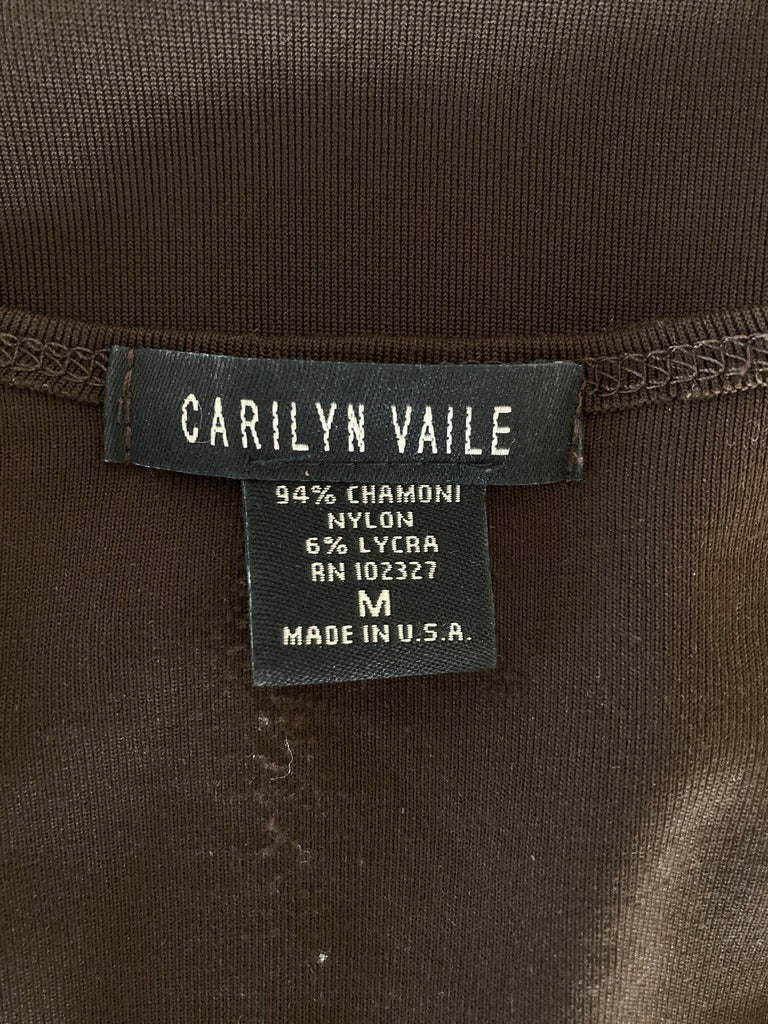 CARILYN VAILE
94% CHAMONI
NYLON
6% LYCRA
RN 102327
M
MADE IN U.S.A.